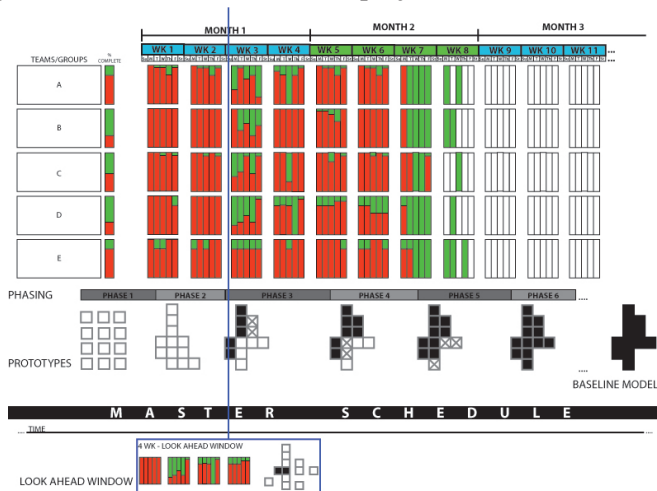 MONTH 1 MONTH 2 MONTH 3
WK 1 WK 2 WK 3 WK 4 WK 5 WK 6 WK 7 WK 8 WK 9 WK 10 WK 11 ...
TEAMS/GROUPS
% COMPLETE
A
B
C
D
E
PHASING PHASE 1 PHASE 2 PHASE 3 PHASE 4 PHASE 5 PHASE 6 ....
PROTOTYPES
....
BASELINE MODEL
MASTER SCHEDULE
... TIME ...
4 WK - LOOK AHEAD WINDOW
LOOK AHEAD WINDOW